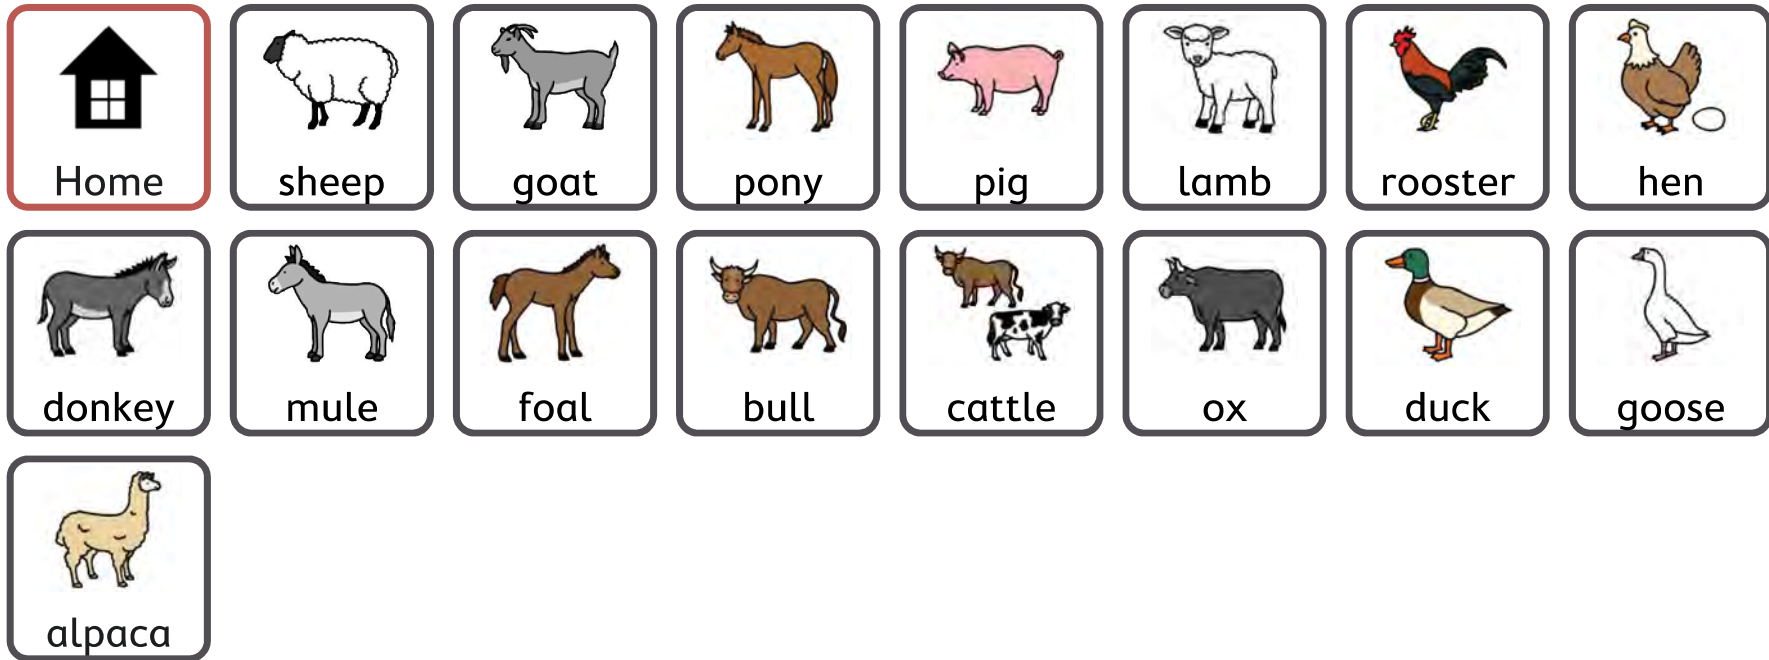 Home
sheep
goat
pony
pig
lamb
rooster
hen
donkey
mule
foal
bull
cattle
ox
duck
goose
alpaca